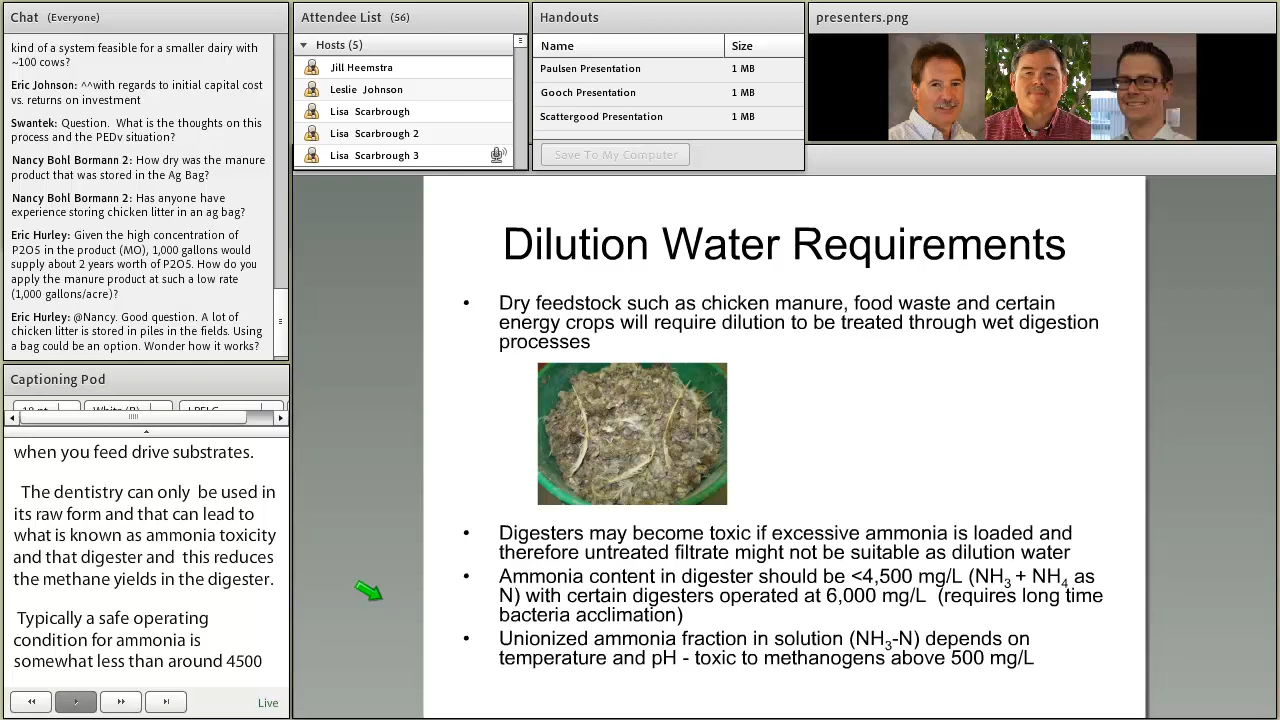 Chat (Everyone)
kind of a system feasible for a smaller dairy with
~100 cows?
Eric Johnson: ^^with regards to initial capital cost
vs. returns on investment
Swantek: Question. What is the thoughts on this
process and the PEDv situation?
Nancy Bohl Bormann 2: How dry was the manure
product that was stored in the Ag Bag?
Nancy Bohl Bormann 2: Has anyone have
experience storing chicken litter in an ag bag?
Eric Hurley: Given the high concentration of
P2O5 in the product (MO), 1,000 gallons would
supply about 2 years worth of P2O5. How do you
apply the manure product at such a low rate
(1,000 gallons/acre)?
Eric Hurley: @Nancy. Good question. A lot of
chicken litter is stored in piles in the fields. Using
a bag could be an option. Wonder how it works?
Captioning Pod
when you feed drive substrates.
The dentistry can only be used in
its raw form and that can lead to
what is known as ammonia toxicity
and that digester and this reduces
the methane yields in the digester.
Typically a safe operating
condition for ammonia is
somewhat less than around 4500
Live
Attendee List (56)
Hosts (5)
Jill Heemstra
Leslie Johnson
Lisa Scarbrough
Lisa Scarbrough 2
Lisa Scarbrough 3
Handouts
Name Size
Paulsen Presentation 1 MB
Gooch Presentation 1 MB
Scattergood Presentation 1 MB
Save To My Computer
presenters.png
Dilution Water Requirements
• Dry feedstock such as chicken manure, food waste and certain
energy crops will require dilution to be treated through wet digestion
processes
• Digesters may become toxic if excessive ammonia is loaded and
therefore untreated filtrate might not be suitable as dilution water
• Ammonia content in digester should be <4,500 mg/L (NH3 + NH4 as
N) with certain digesters operated at 6,000 mg/L (requires long time
bacteria acclimation)
• Unionized ammonia fraction in solution (NH3-N) depends on
temperature and pH - toxic to methanogens above 500 mg/L